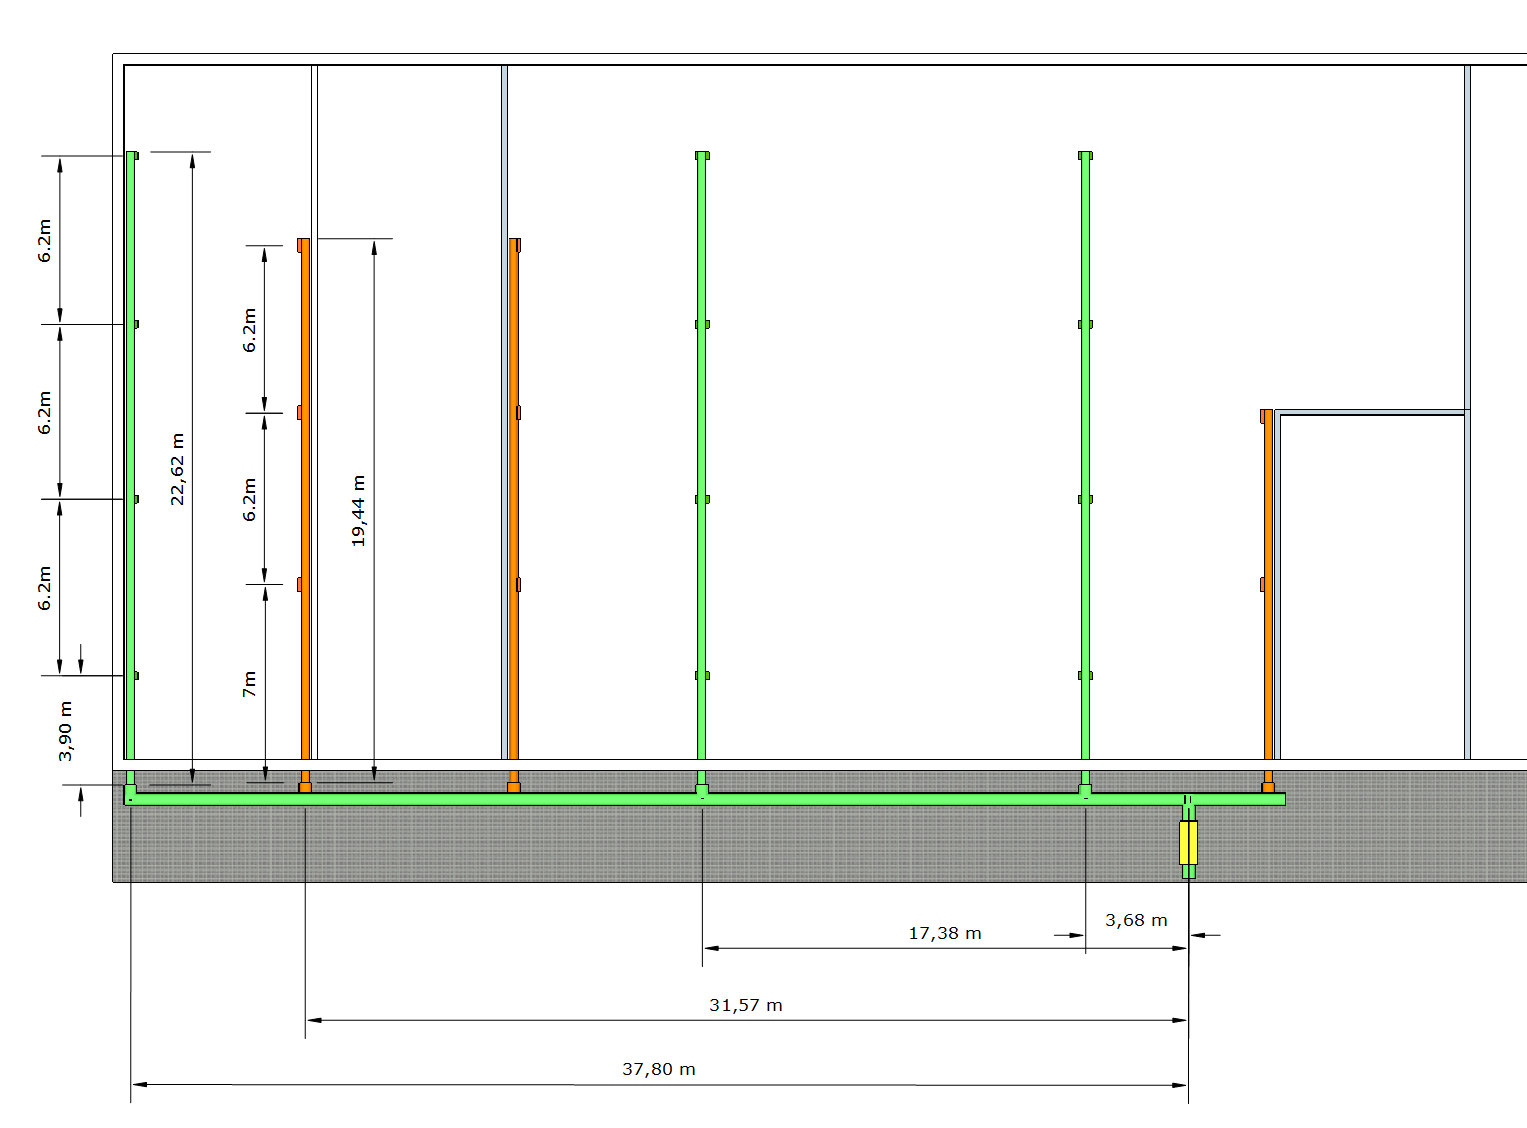 6.2m
6.2m
6.2m
3,90 m
22,62 m
6.2m
6.2m
7m
19,44 m
3,68 m
17,38 m
31,57 m
37,80 m